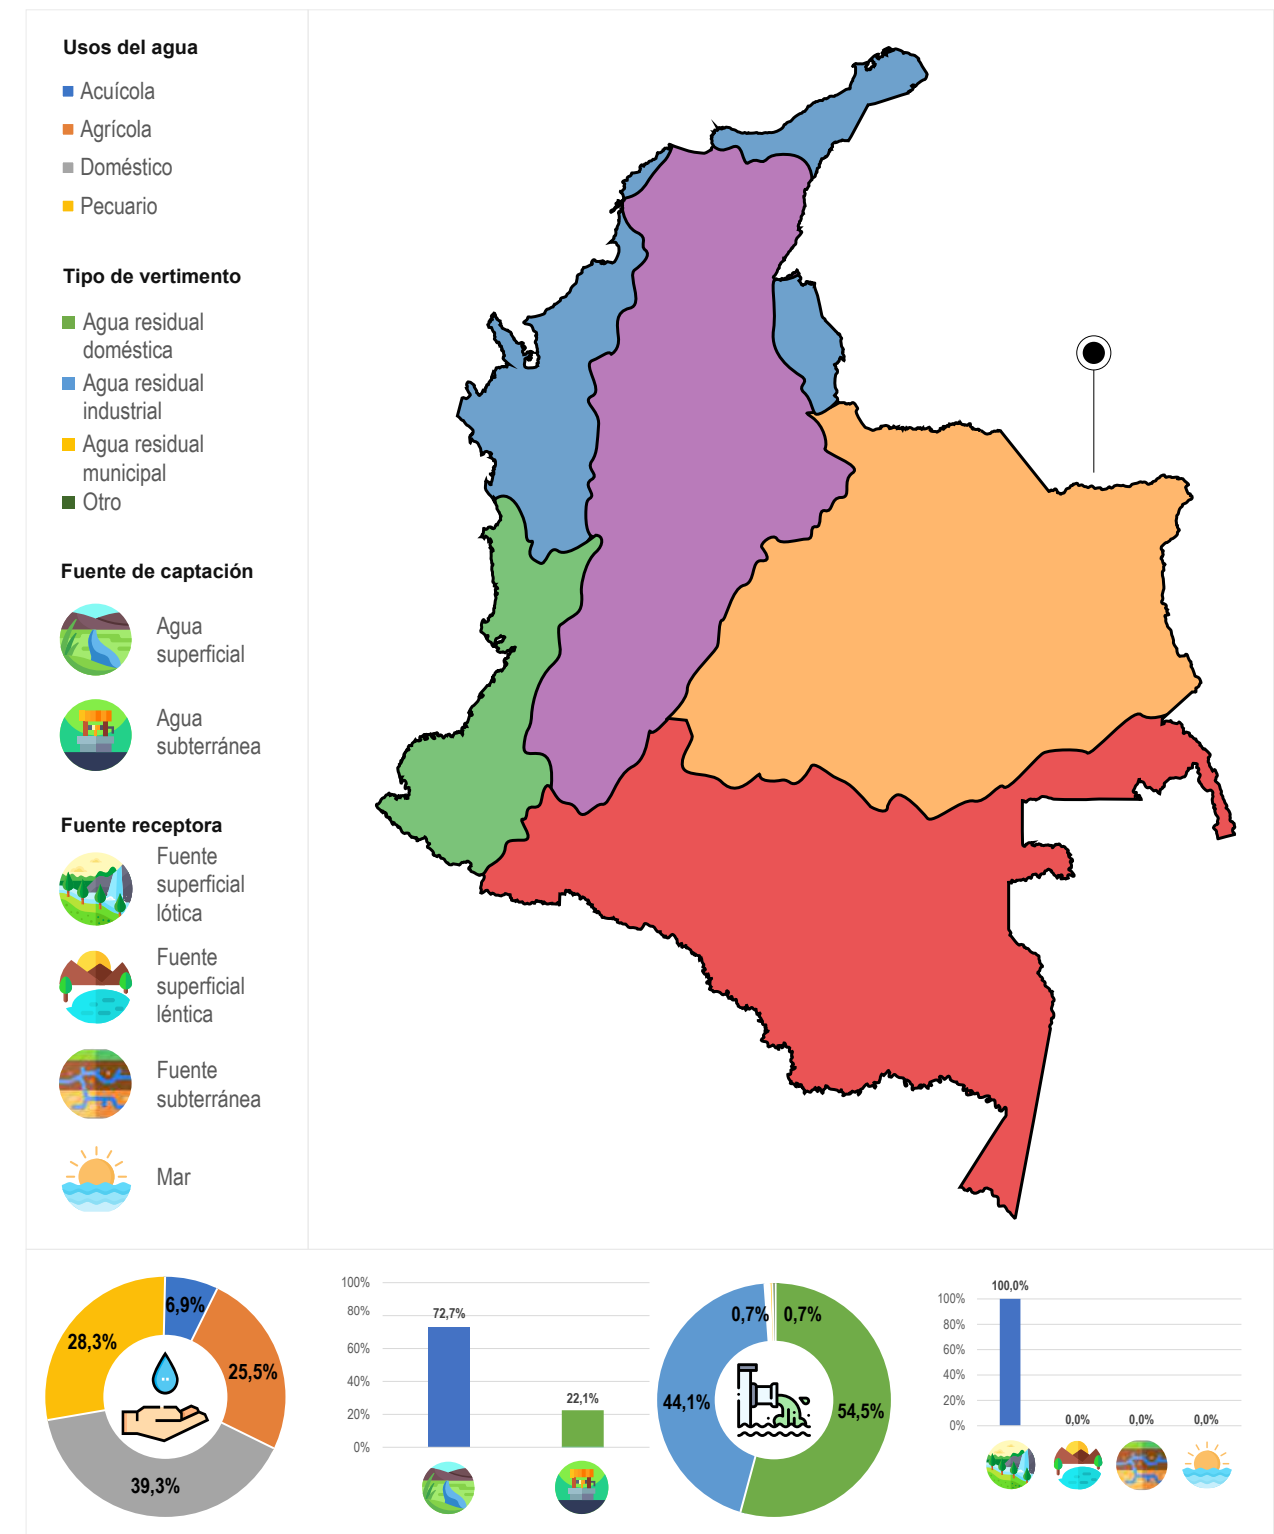 Usos del agua
Acuícola
Agrícola
Doméstico
Pecuario
Tipo de vertimento
Agua residual
doméstica
Agua residual
industrial
Agua residual
municipal
Otro
Fuente de captación
Agua
superficial
Agua
subterránea
Fuente receptora
Fuente
superficial
lótica
Fuente
superficial
léntica
Fuente
subterránea
Mar
6,9%
25,5%
39,3%
28,3%
100%
80%
60%
40%
20%
0%
72,7%
22,1%
0,7%
0,7%
44,1%
54,5%
100%
80%
60%
40%
20%
0%
100,0%
0,0%
0,0%
0,0%